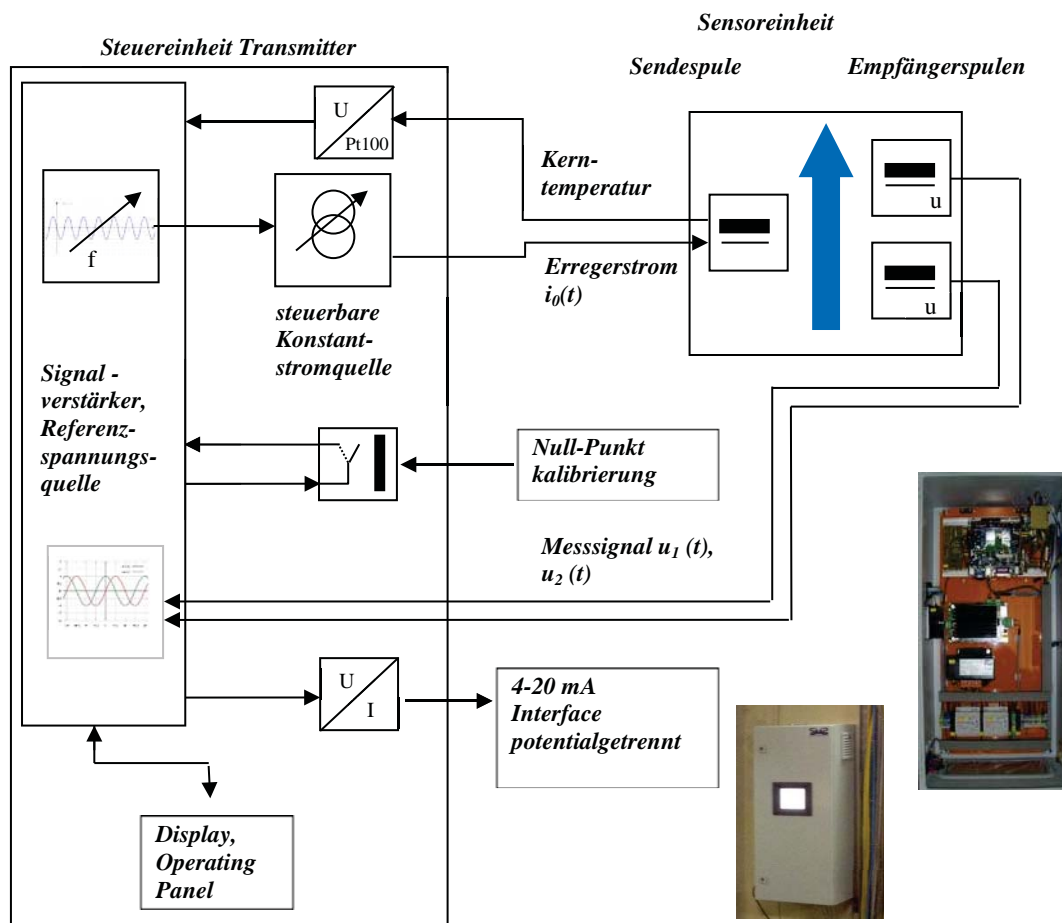 Sensoreinheit
Steuereinheit Transmitter
Sendespule
Empfängerspulen
U
Pt100
Kern-
temperatur
u
u
f
Erregerstrom
i₀(t)
steuerbare
Konstant-
stromquelle
Signal -
verstärker,
Referenz-
spannungs-
quelle
Null-Punkt
kalibrierung
Messsignal u₁ (t),
u₂ (t)
U
I
4-20 mA
Interface
potentialgetrennt
Display,
Operating
Panel